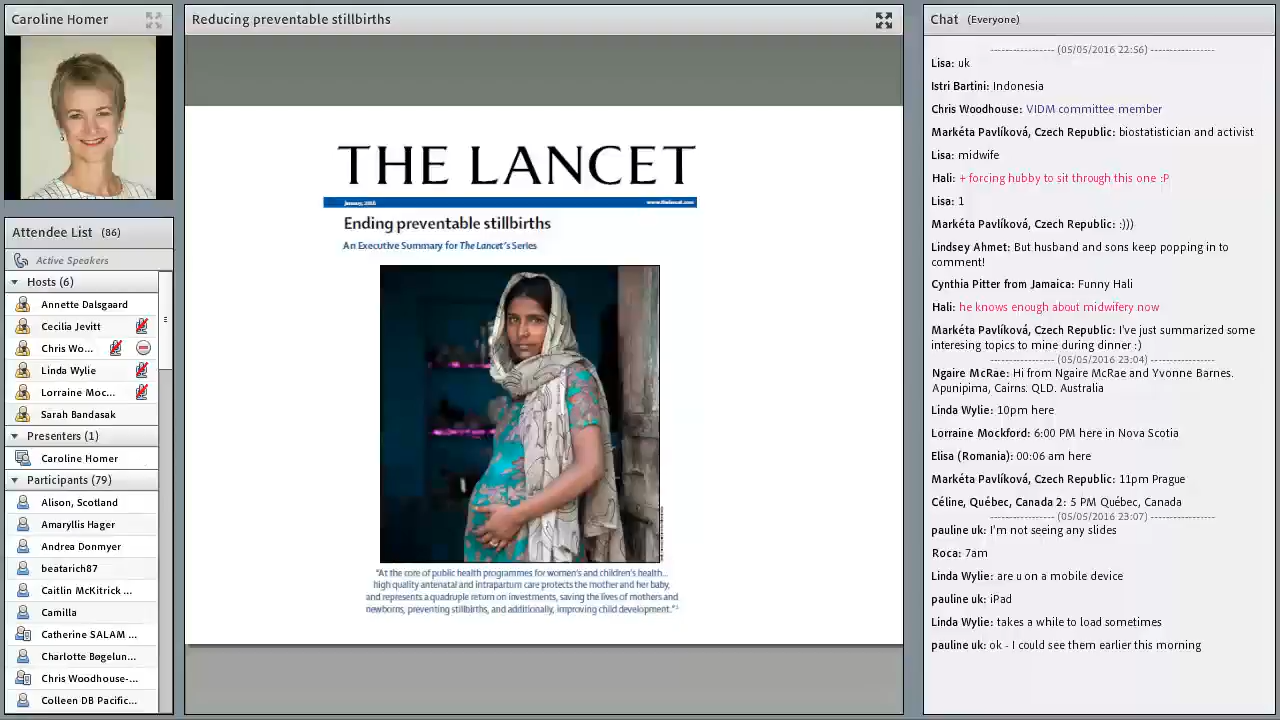 Caroline Homer
Attendee List (86)
Active Speakers
Hosts (6)
Annette Dalsgaard
Cecilia Jevitt
Chris Wo...
Linda Wylie
Lorraine Moc...
Sarah Bandasak
Presenters (1)
Caroline Homer
Participants (79)
Alison, Scotland
Amaryllis Hager
Andrea Donmyer
beatarich87
Caitlin McKitrick ...
Camilla
Catherine SALAM ...
Charlotte Bøgelun...
Chris Woodhouse-...
Colleen DB Pacific...
Reducing preventable stillbirths
THE LANCET
January, 2016 www.thelancet.com
Ending preventable stillbirths
An Executive Summary for The Lancet's Series
"At the core of public health programmes for women's and children's health...
high quality antenatal and intrapartum care protects the mother and her baby,
and represents a quadruple return on investments, saving the lives of mothers and
newborns, preventing stillbirths, and additionally, improving child development."¹
Chat (Everyone)
------------------ (05/05/2016 22:56) ------------------
Lisa: uk
Istri Bartini: Indonesia
Chris Woodhouse: VIDM committee member
Markéta Pavlíková, Czech Republic: biostatistician and activist
Lisa: midwife
Hali: + forcing hubby to sit through this one :P
Lisa: 1
Markéta Pavlíková, Czech Republic: :)))
Lindsey Ahmet: But husband and sons keep popping in to
comment!
Cynthia Pitter from Jamaica: Funny Hali
Hali: he knows enough about midwifery now
Markéta Pavlíková, Czech Republic: I've just summarized some
interesing topics to mine during dinner :)
------------------ (05/05/2016 23:04) ------------------
Ngaire McRae: Hi from Ngaire McRae and Yvonne Barnes.
Apunipima, Cairns. QLD. Australia
Linda Wylie: 10pm here
Lorraine Mockford: 6:00 PM here in Nova Scotia
Elisa (Romania): 00:06 am here
Markéta Pavlíková, Czech Republic: 11pm Prague
Céline, Québec, Canada 2: 5 PM Québec, Canada
------------------ (05/05/2016 23:07) ------------------
pauline uk: I'm not seeing any slides
Roca: 7am
Linda Wylie: are u on a mobile device
pauline uk: iPad
Linda Wylie: takes a while to load sometimes
pauline uk: ok - I could see them earlier this morning